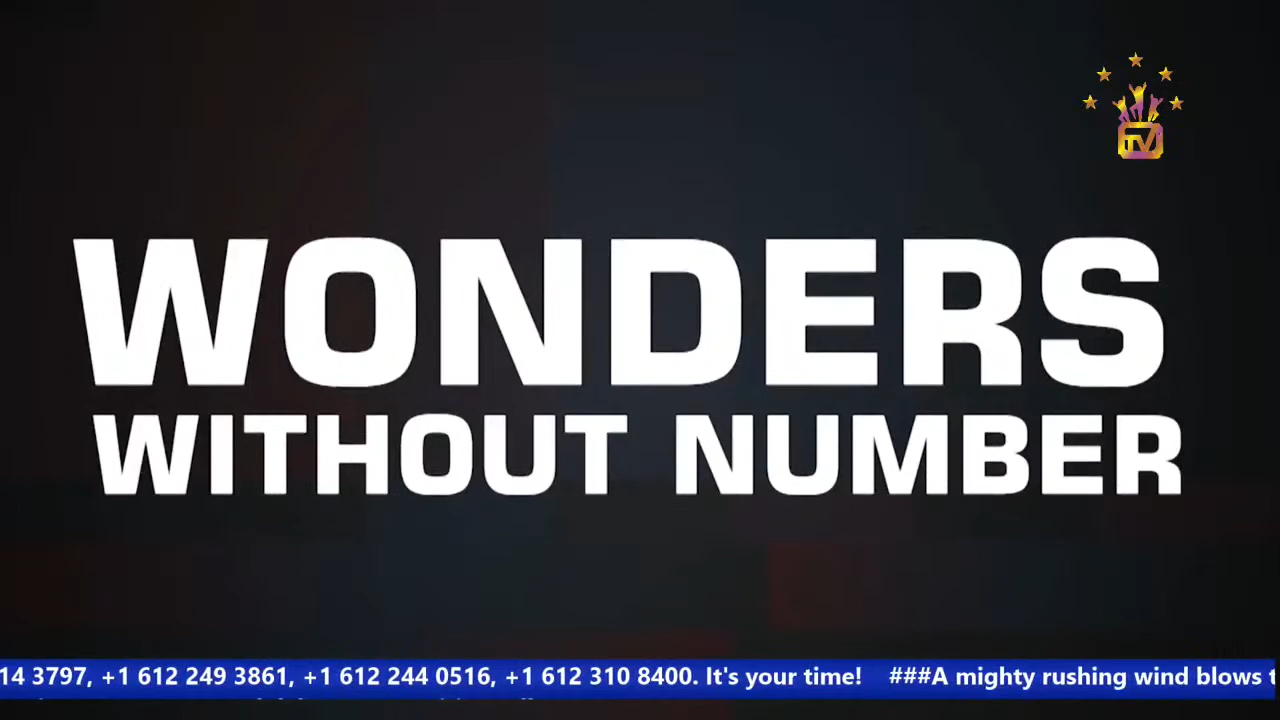 TV
WONDERS
WITHOUT NUMBER
14 3797, +1 612 249 3861, +1 612 244 0516, +1 612 310 8400. It's your time! ###A mighty rushing wind blows t